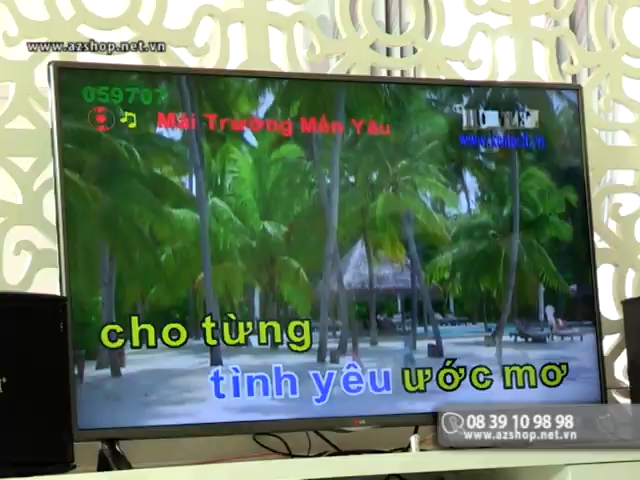 www.azshop.net.vn
059707
Mái Trường Mến Yêu
cho từng
tình yêu ước mơ
LG
08 39 10 98 98
www.azshop.net.vn